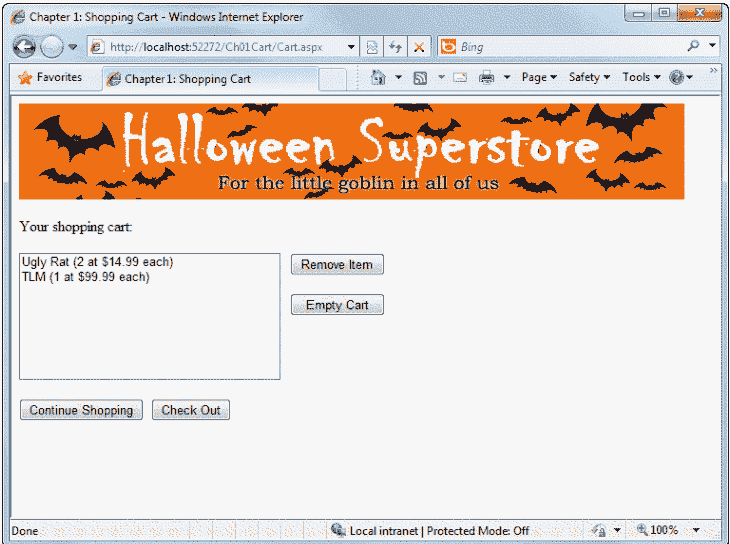 Chapter 1: Shopping Cart - Windows Internet Explorer
http://localhost:52272/Ch01Cart/Cart.aspx
Bing
Favorites
Chapter 1: Shopping Cart
Page
Safety
Tools
Halloween Superstore
For the little goblin in all of us
Your shopping cart:
Ugly Rat (2 at $14.99 each)
TLM (1 at $99.99 each)
Remove Item
Empty Cart
Continue Shopping
Check Out
Done
Local intranet | Protected Mode: Off
100%